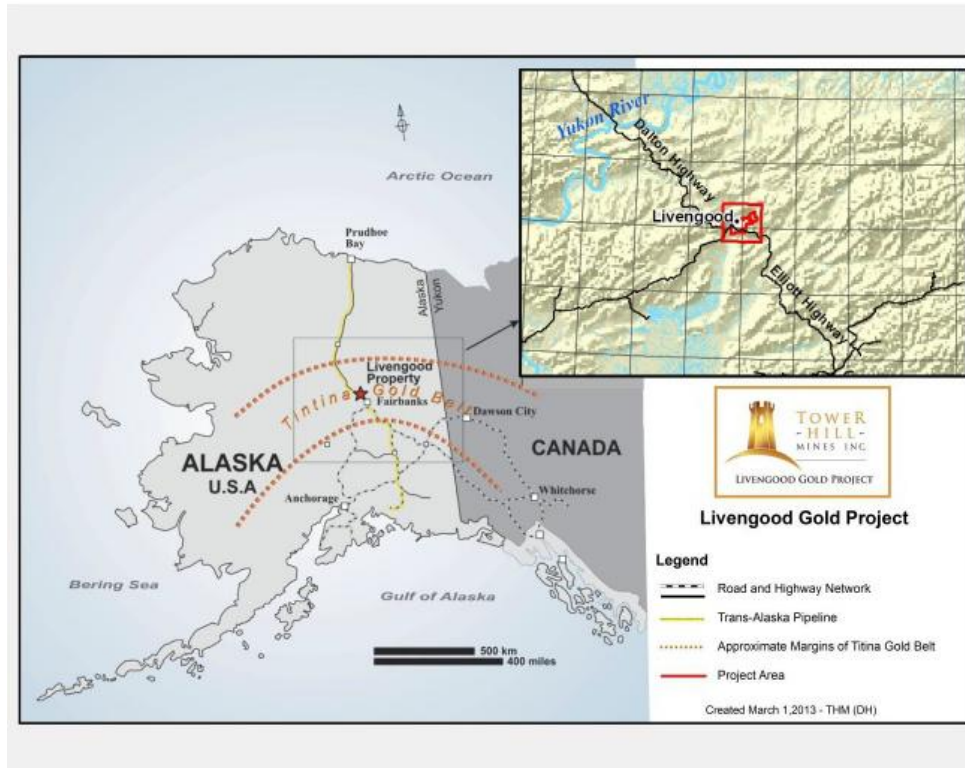 Arctic Ocean
Prudhoe
Bay
Alaska
Yukon
Livengood
Property
Tintina Gold Belt
Fairbanks
Dawson City
ALASKA
U.S.A
CANADA
Anchorage
Whitehorse
Bering Sea
Gulf of Alaska
500 km
400 miles
Yukon River
Dalton Highway
Livengood
Elliott Highway
TOWER
- HILL -
MINES INC
LIVENGOOD GOLD PROJECT
Livengood Gold Project
Legend
Road and Highway Network
Trans-Alaska Pipeline
Approximate Margins of Titina Gold Belt
Project Area
Created March 1,2013 - THM (DH)